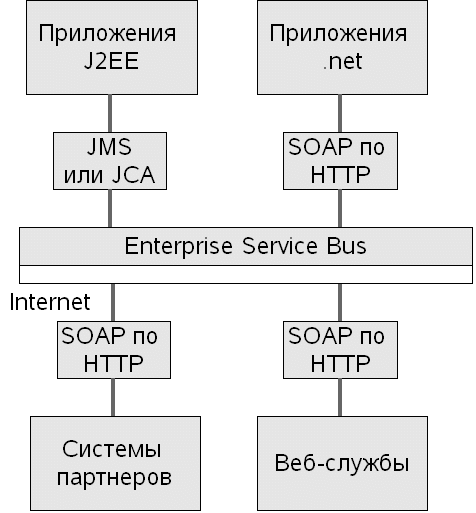 Приложения
J2EE
Приложения
.net
JMS
или JCA
SOAP по
HTTP
Enterprise Service Bus
Internet
SOAP по
HTTP
SOAP по
HTTP
Системы
партнеров
Веб-службы